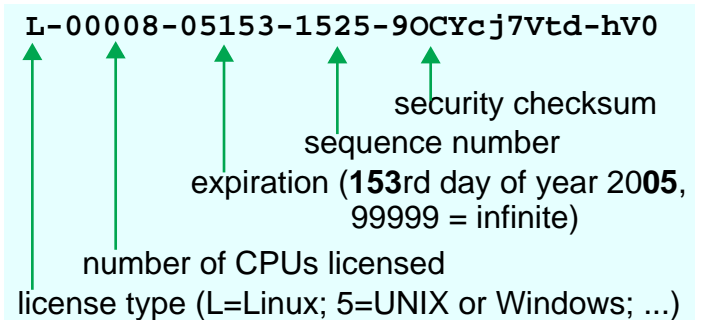 L-00008-05153-1525-9OCYcj7Vtd-hV0
security checksum
sequence number
expiration (153rd day of year 2005,
99999 = infinite)
number of CPUs licensed
license type (L=Linux; 5=UNIX or Windows; ...)